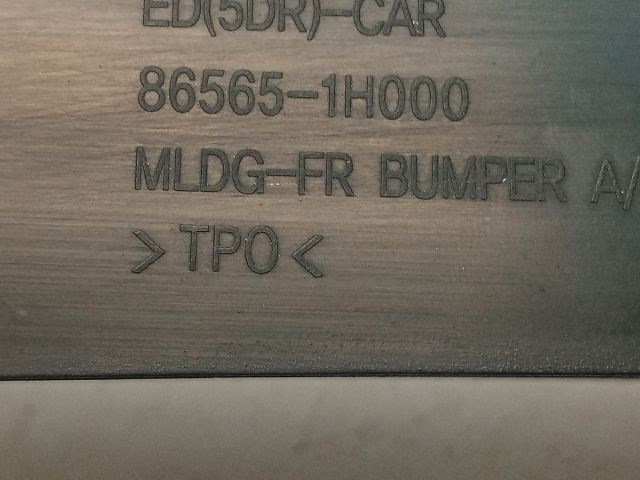 ED(5DR)-CAR
86565-1H000
MLDG-FR BUMPER A/
>TPO<